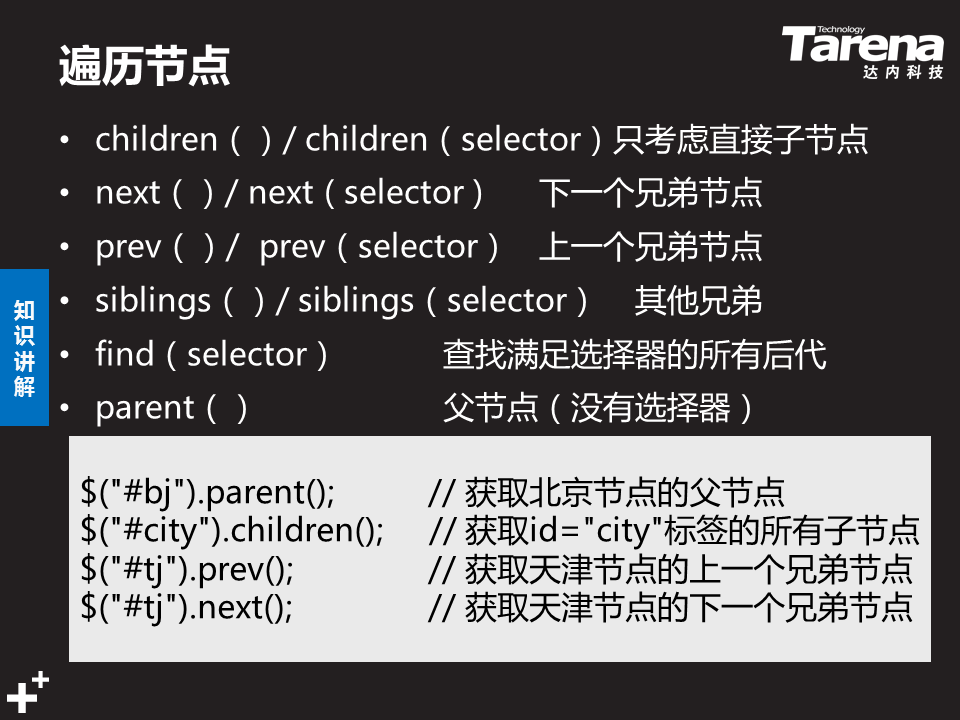 遍历节点
Technology
Tarena
达内科技
• children（ ）/ children（selector）只考虑直接子节点
• next（ ）/ next（selector） 下一个兄弟节点
• prev（ ）/ prev（selector） 上一个兄弟节点
• siblings（ ）/ siblings（selector） 其他兄弟
• find（selector） 查找满足选择器的所有后代
• parent（ ） 父节点（没有选择器）
知识讲解
$("#bj").parent(); // 获取北京节点的父节点
$("#city").children(); // 获取id="city"标签的所有子节点
$("#tj").prev(); // 获取天津节点的上一个兄弟节点
$("#tj").next(); // 获取天津节点的下一个兄弟节点